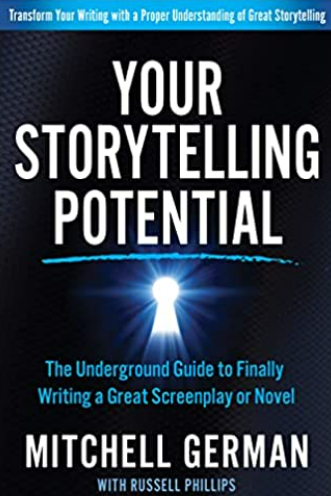 Transform Your Writing with a Proper Understanding of Great Storytelling
YOUR
STORYTELLING
POTENTIAL
The Underground Guide to Finally
Writing a Great Screenplay or Novel
MITCHELL GERMAN
WITH RUSSELL PHILLIPS